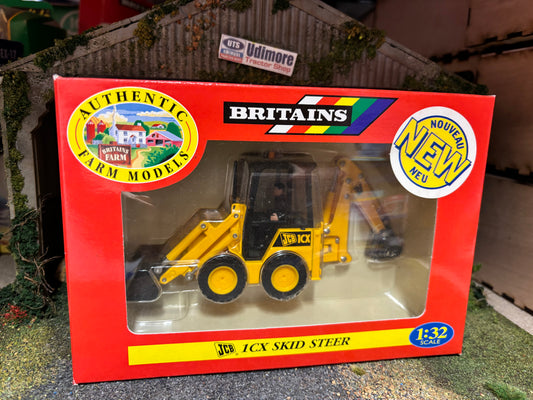 UTS Udimore
Tractor Shop
AUTHENTIC
FARM MODELS
BRITAINS
FARM
BRITAINS
NOUVEAU
NEW
NEU
JCB 1CX
JCB 1CX SKID STEER
1:32
SCALE